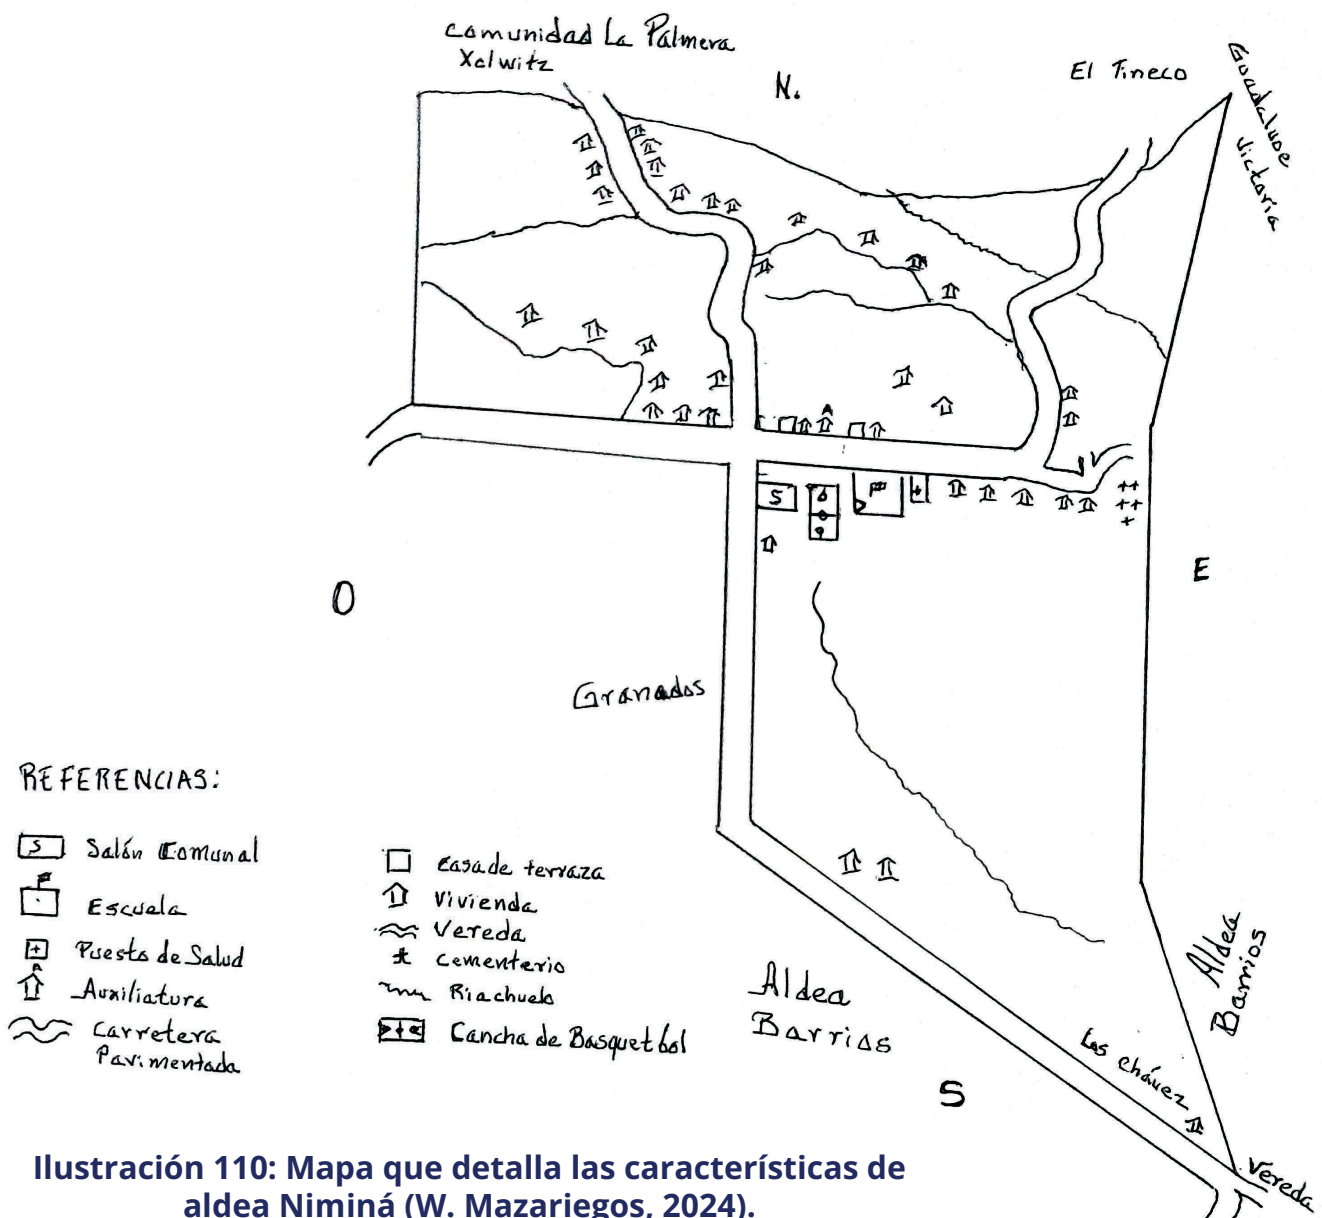 Comunidad La Palmera
Xelwitz
N.
El Tineco
Guadalupe
Victoria
A
S
E
O
Granados
REFERENCIAS:
S Salón Comunal
Escuela
Puesto de Salud
A Auxiliatura
Carretera
Pavimentada
Casa de terraza
Vivienda
Vereda
Cementerio
Riachuelo
Cancha de Basquetbol
Aldea
Barrios
Aldea
Barrios
Los Chávez
S
Vereda
Ilustración 110: Mapa que detalla las características de
aldea Niminá (W. Mazariegos, 2024).